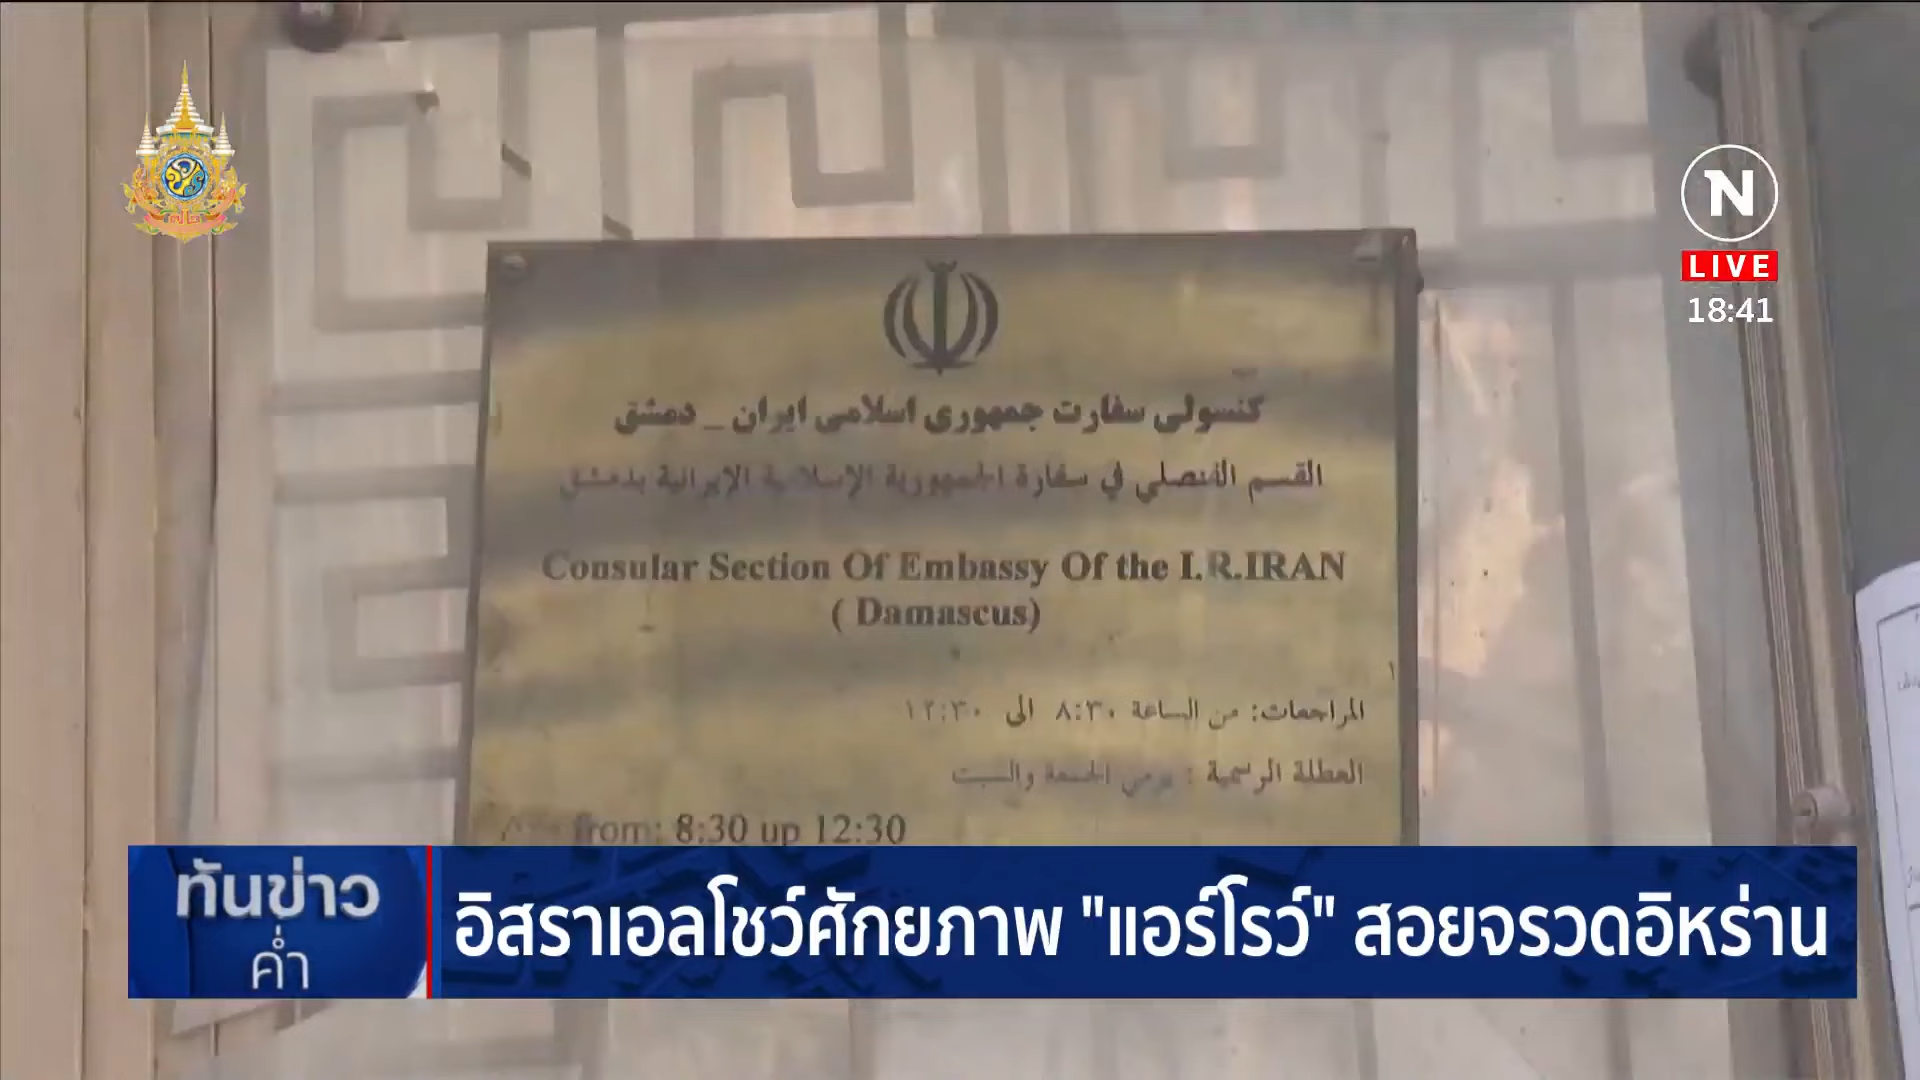 N
LIVE
18:41
کنسولی سفارت جمهوری اسلامی ایران _ دمشق
القسم القنصلي في سفارة الجمهورية الإسلامية الإيرانية بدمشق
Consular Section Of Embassy Of the I.R.IRAN
( Damascus)
المراجعات: من الساعة ٨:٣٠ الى ١٢:٣٠
العطلة الرسمية : يومي الجمعة والسبت
from: 8:30 up 12:30
ทันข่าว
ค่ำ
อิสราเอลโชว์ศักยภาพ "แอร์โรว์" สอยจรวดอิหร่าน